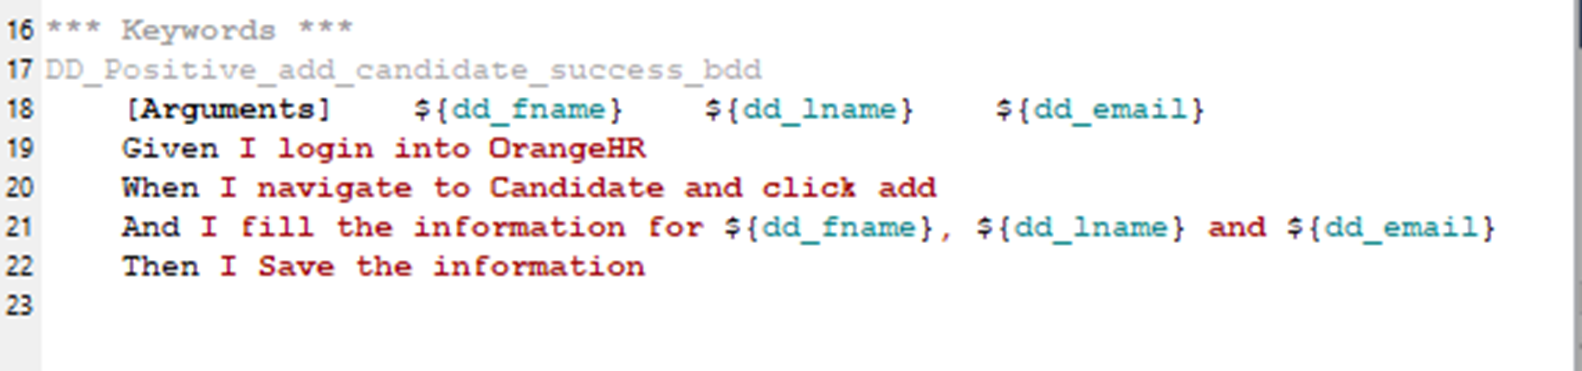 16 *** Keywords ***
17 DD_Positive_add_candidate_success_bdd
18 [Arguments] ${dd_fname} ${dd_lname} ${dd_email}
19 Given I login into OrangeHR
20 When I navigate to Candidate and click add
21 And I fill the information for ${dd_fname}, ${dd_lname} and ${dd_email}
22 Then I Save the information
23